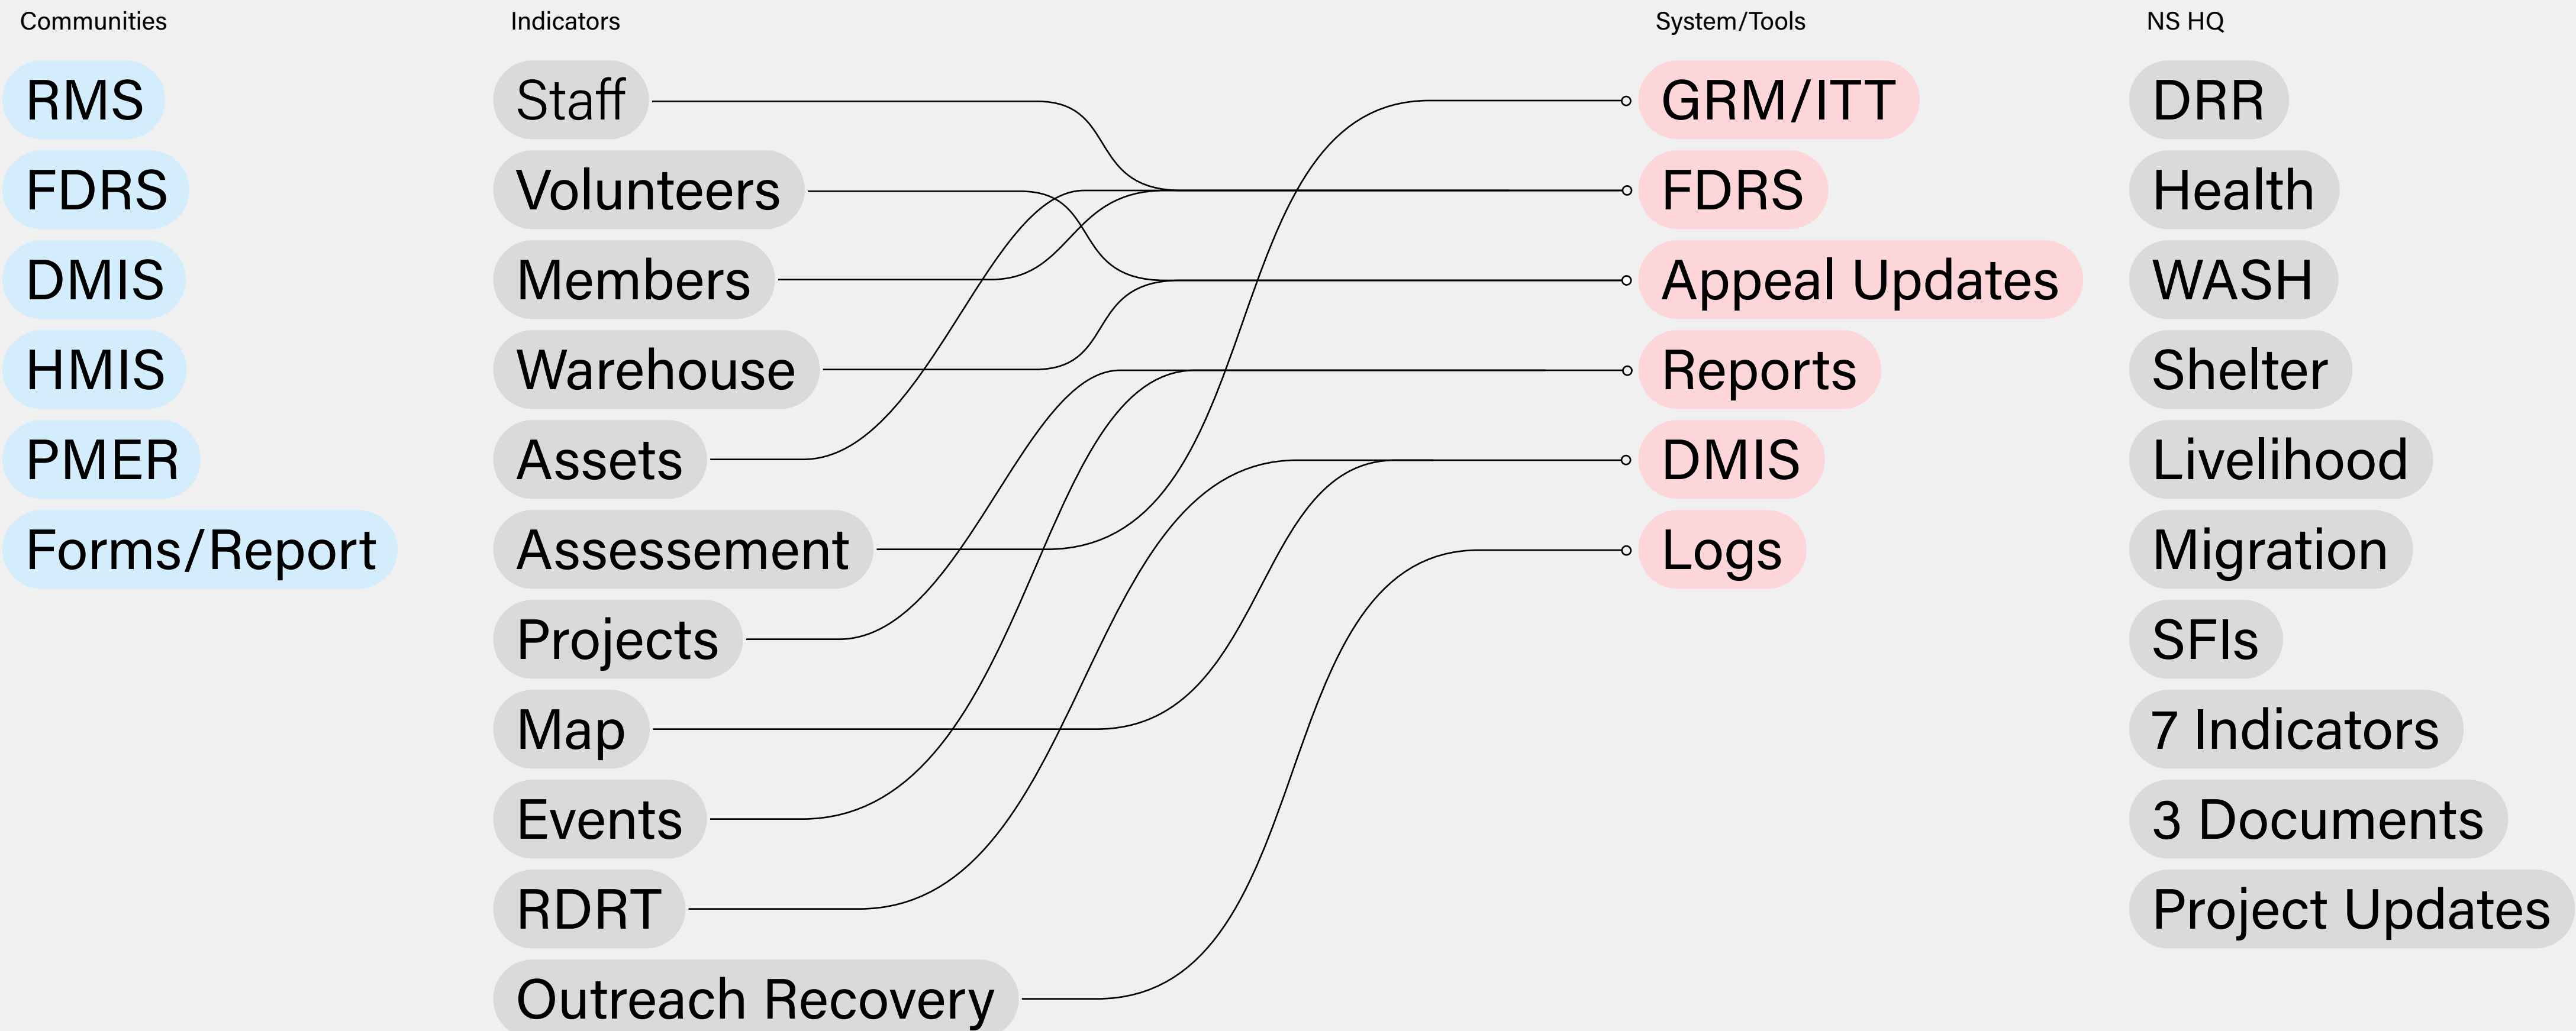 Communities
RMS
FDRS
DMIS
HMIS
PMER
Forms/Report
Indicators
Staff
Volunteers
Members
Warehouse
Assets
Assessement
Projects
Map
Events
RDRT
Outreach Recovery
System/Tools
GRM/ITT
FDRS
Appeal Updates
Reports
DMIS
Logs
NS HQ
DRR
Health
WASH
Shelter
Livelihood
Migration
SFIs
7 Indicators
3 Documents
Project Updates